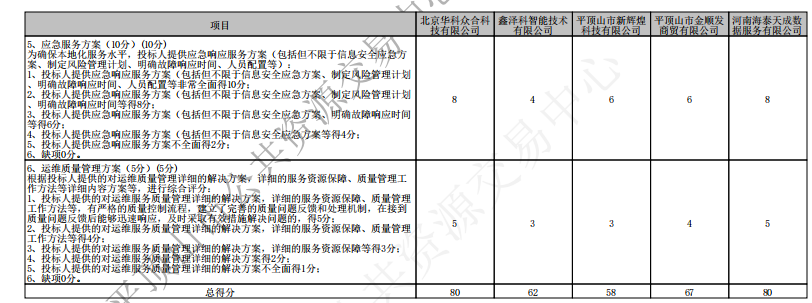 项目 北京华科众合科 鑫泽科智能技术 平顶山市新辉煌 平顶山市金顺发 河南海泰天成数
技有限公司 有限公司 科技有限公司 商贸有限公司 据服务有限公司
5、应急服务方案（10分）(10分)
为确保本地化服务水平，投标人提供应急响应服务方案（包括但不限于信息安全应急方
案、制定风险管理计划、明确故障响应时间、人员配置等）；
1、投标人提供应急响应服务方案（包括但不限于信息安全应急方案、制定风险管理计划
、明确故障响应时间、人员配置等非常全面得10分；
2、投标人提供应急响应服务方案（包括但不限于信息安全应急方案、制定风险管理计划
、明确故障响应时间等得8分；
3、投标人提供应急响应服务方案（包括但不限于信息安全应急方案、明确故障响应时间
等得6分；
4、投标人提供应急响应服务方案（包括但不限于信息安全应急方案等得4分；
5、投标人提供应急响应服务方案不全面得2分；
6、缺项0分。
8 4 6 6 8
6、运维质量管理方案（5分）(5分)
根据投标人提供的对运维服务质量管理详细的解决方案，详细的服务资源保障、质量管理工
作方法等详细内容方案等，进行综合评分：
1、投标人提供的对运维服务质量管理详细的解决方案，详细的服务资源保障、质量管理
工作方法等，有严格的质量控制流程，建立了完善的质量问题反馈和处理机制，在接到
质量问题反馈后能够迅速响应，及时采取有效措施解决问题的，得5分；
2、投标人提供的对运维服务质量管理详细的解决方案，详细的服务资源保障、质量管理
工作方法等得4分；
3、投标人提供的对运维服务质量管理详细的解决方案，详细的服务资源保障等得3分；
4、投标人提供的对运维服务质量管理详细的解决方案得2分；
5、投标人提供的对运维服务质量管理详细的解决方案不全面得1分；
6、缺项0分。
5 3 3 4 5
总得分 80 62 58 67 80
平顶山市公共资源交易中心
共资源交易中心